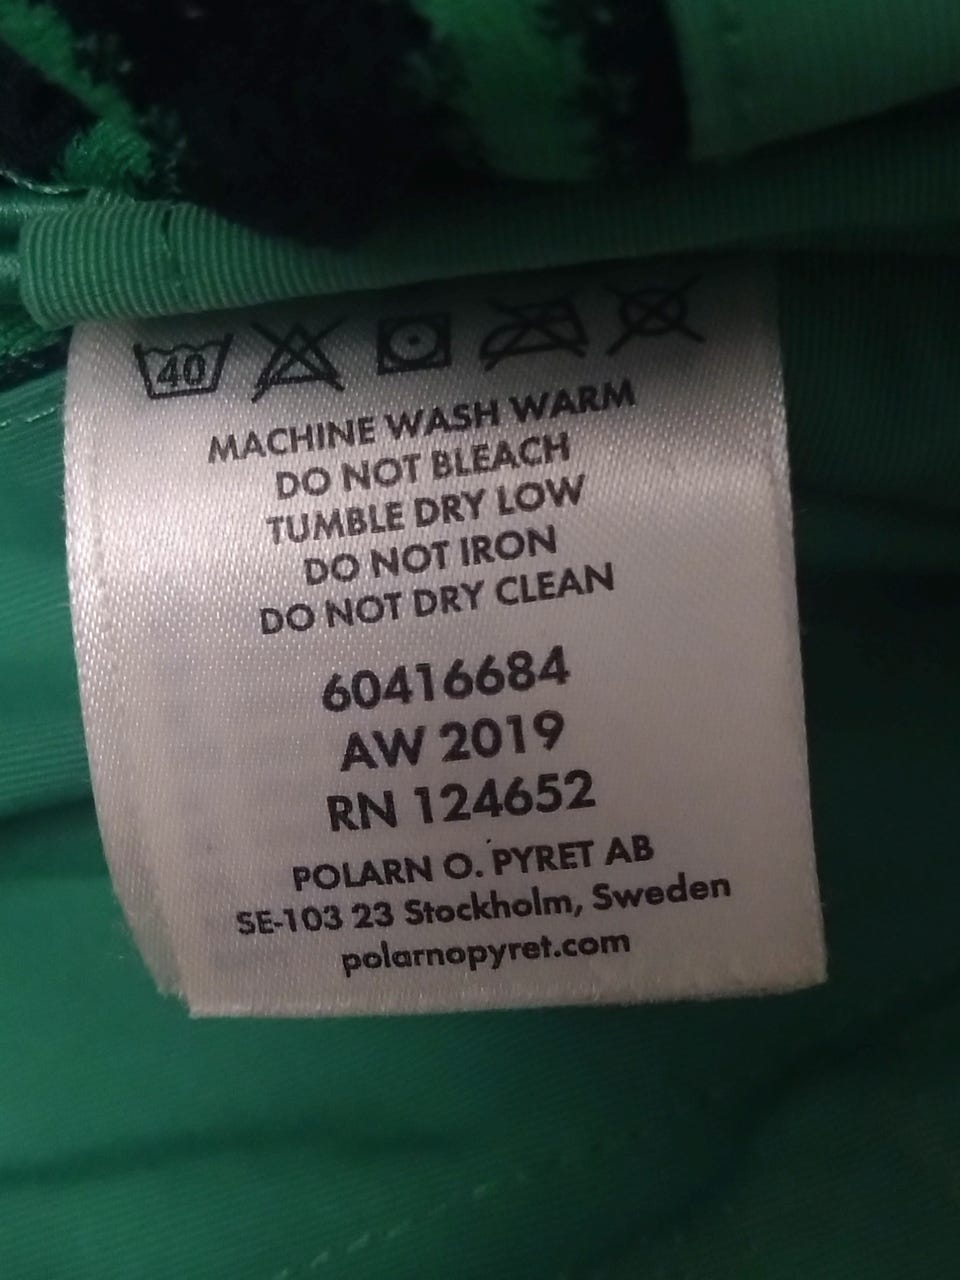 40
MACHINE WASH WARM
DO NOT BLEACH
TUMBLE DRY LOW
DO NOT IRON
DO NOT DRY CLEAN
60416684
AW 2019
RN 124652
POLARN O. PYRET AB
SE-103 23 Stockholm, Sweden
polarnopyret.com